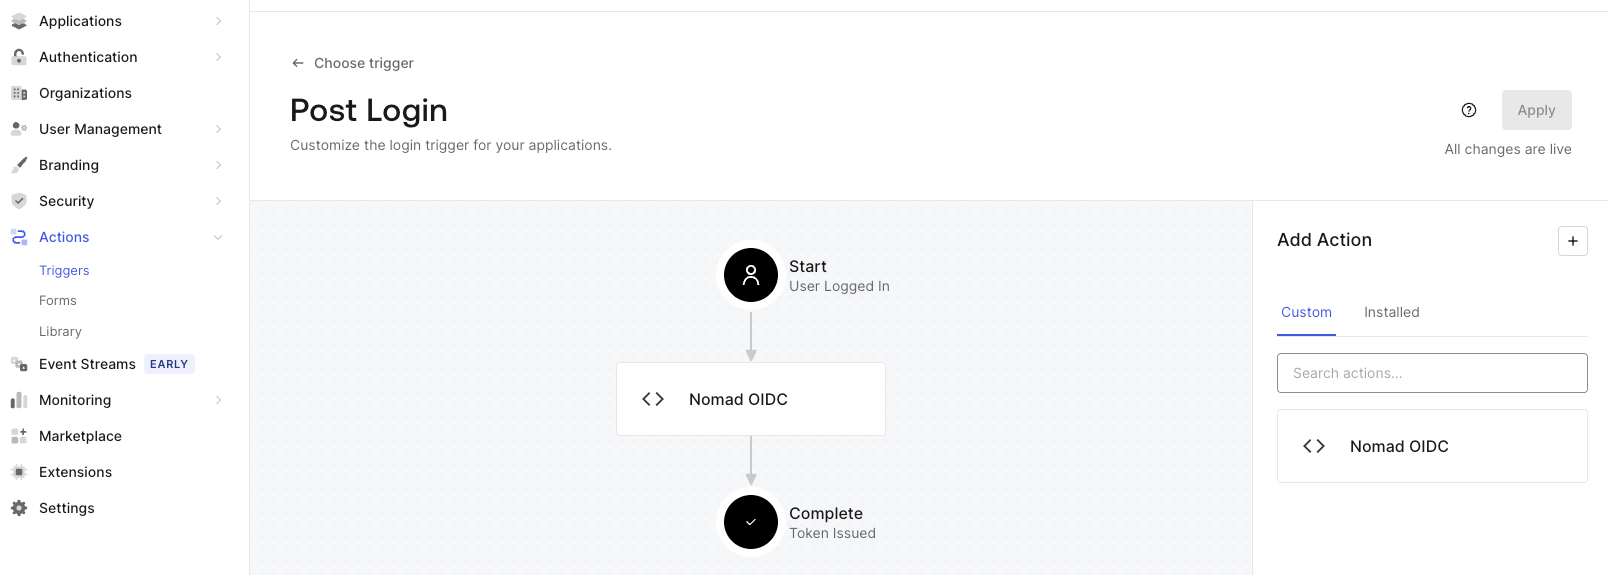 Applications
Authentication
Organizations
User Management
Branding
Security
Actions
Triggers
Forms
Library
Event Streams EARLY
Monitoring
Marketplace
Extensions
Settings
← Choose trigger
Post Login
Customize the login trigger for your applications.
Apply
All changes are live
Start
User Logged In
Nomad OIDC
Complete
Token Issued
Add Action
Custom Installed
Search actions...
Nomad OIDC